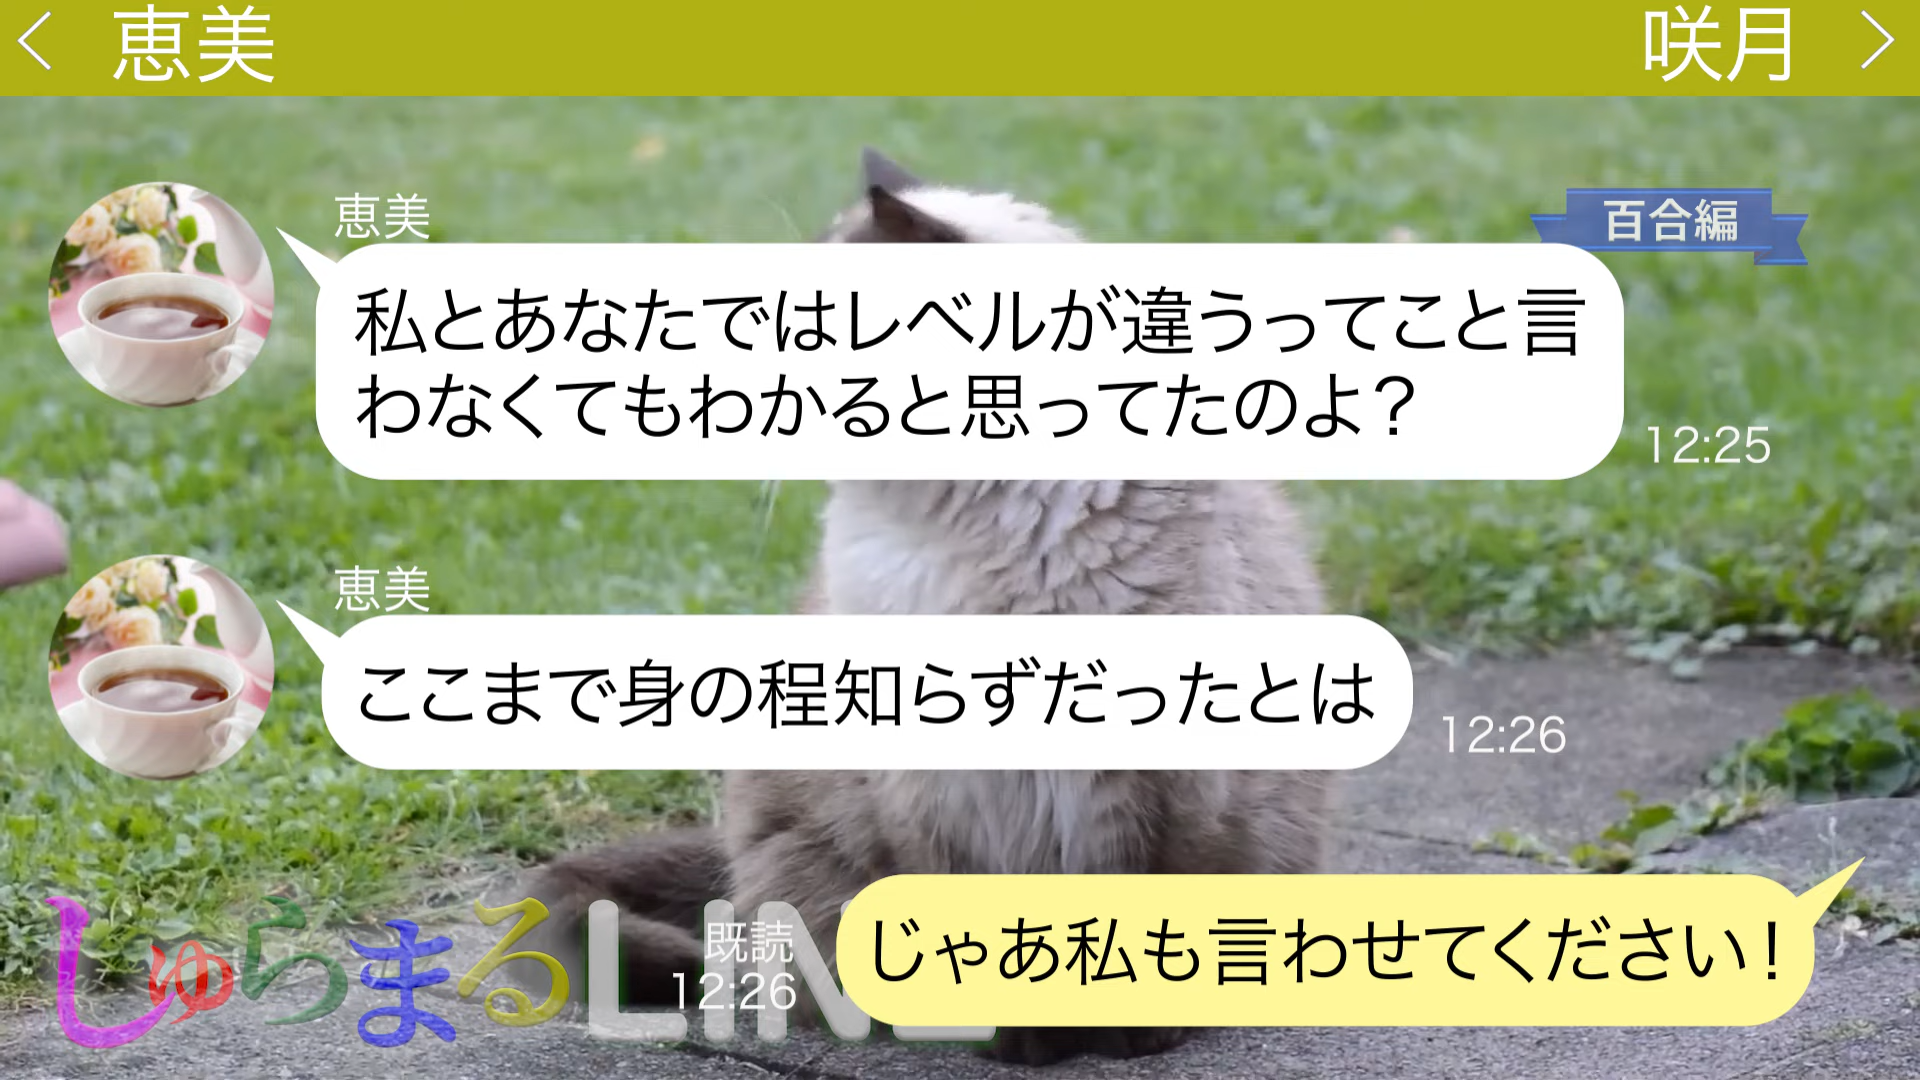 恵美
咲月
百合編
恵美
私とあなたではレベルが違うってこと言
わなくてもわかると思ってたのよ？
12:25
恵美
ここまで身の程知らずだったとは
12:26
じゃあ私も言わせてください！
既読
12:26
しゅらまるLINE